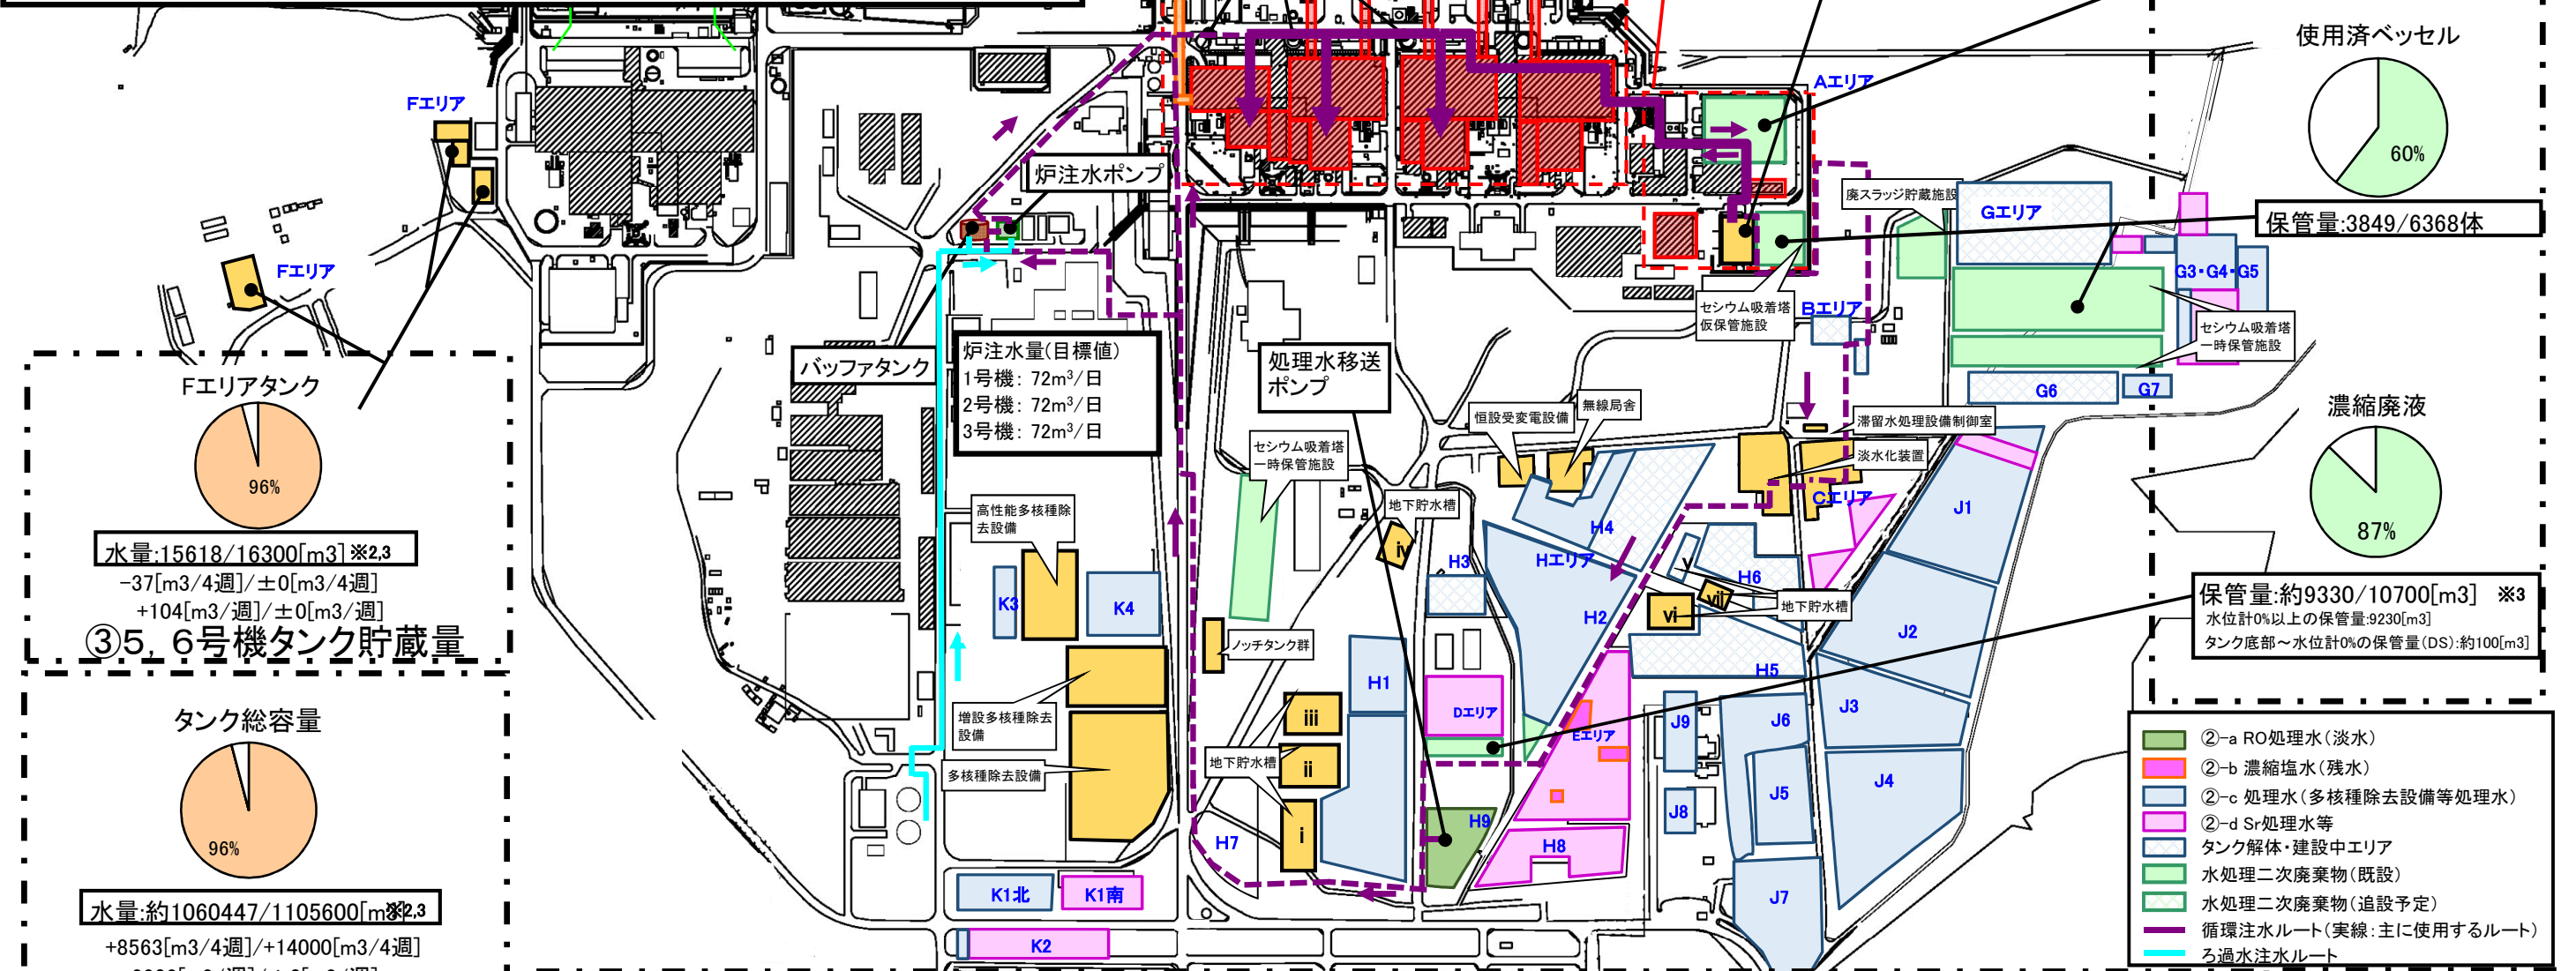 使用済ベッセル
60%
保管量:3849/6368体
Aエリア
Fエリア
Fエリア
炉注水ポンプ
廃スラッジ貯蔵施設
Gエリア
G3・G4・G5
セシウム吸着塔
仮保管施設
Bエリア
セシウム吸着塔
一時保管施設
G6
G7
Fエリアタンク
96%
水量:15618/16300[m3]※2,3
-37[m3/4週]/±0[m3/4週]
+104[m3/週]/±0[m3/週]
③5，6号機タンク貯蔵量
バッファタンク
炉注水量(目標値)
1号機: 72m³/日
2号機: 72m³/日
3号機: 72m³/日
処理水移送
ポンプ
恒設受変電設備
無線局舎
滞留水処理設備制御室
淡水化装置
Cエリア
濃縮廃液
87%
保管量:約9330/10700[m3] ※3
水位計0%以上の保管量:9230[m3]
タンク底部～水位計0%の保管量(DS):約100[m3]
セシウム吸着塔
一時保管施設
高性能多核種除
去設備
地下貯水槽
iv
H4
Hエリア
H3
H2
v
H6
vii
vi
地下貯水槽
H5
J1
J2
J3
J4
J5
J6
J7
J8
J9
K3
K4
ノッチタンク群
H1
Dエリア
Eエリア
増設多核種除去
設備
多核種除去設備
地下貯水槽
iii
ii
i
H7
H9
H8
K1北
K1南
K2
タンク総容量
96%
水量:約1060447/1105600[m3]※2,3
+8563[m3/4週]/+14000[m3/4週]
②-a RO処理水(淡水)
②-b 濃縮塩水(残水)
②-c 処理水(多核種除去設備等処理水)
②-d Sr処理水等
タンク解体・建設中エリア
水処理二次廃棄物(既設)
水処理二次廃棄物(追設予定)
循環注水ルート(実線:主に使用するルート)
ろ過水注水ルート